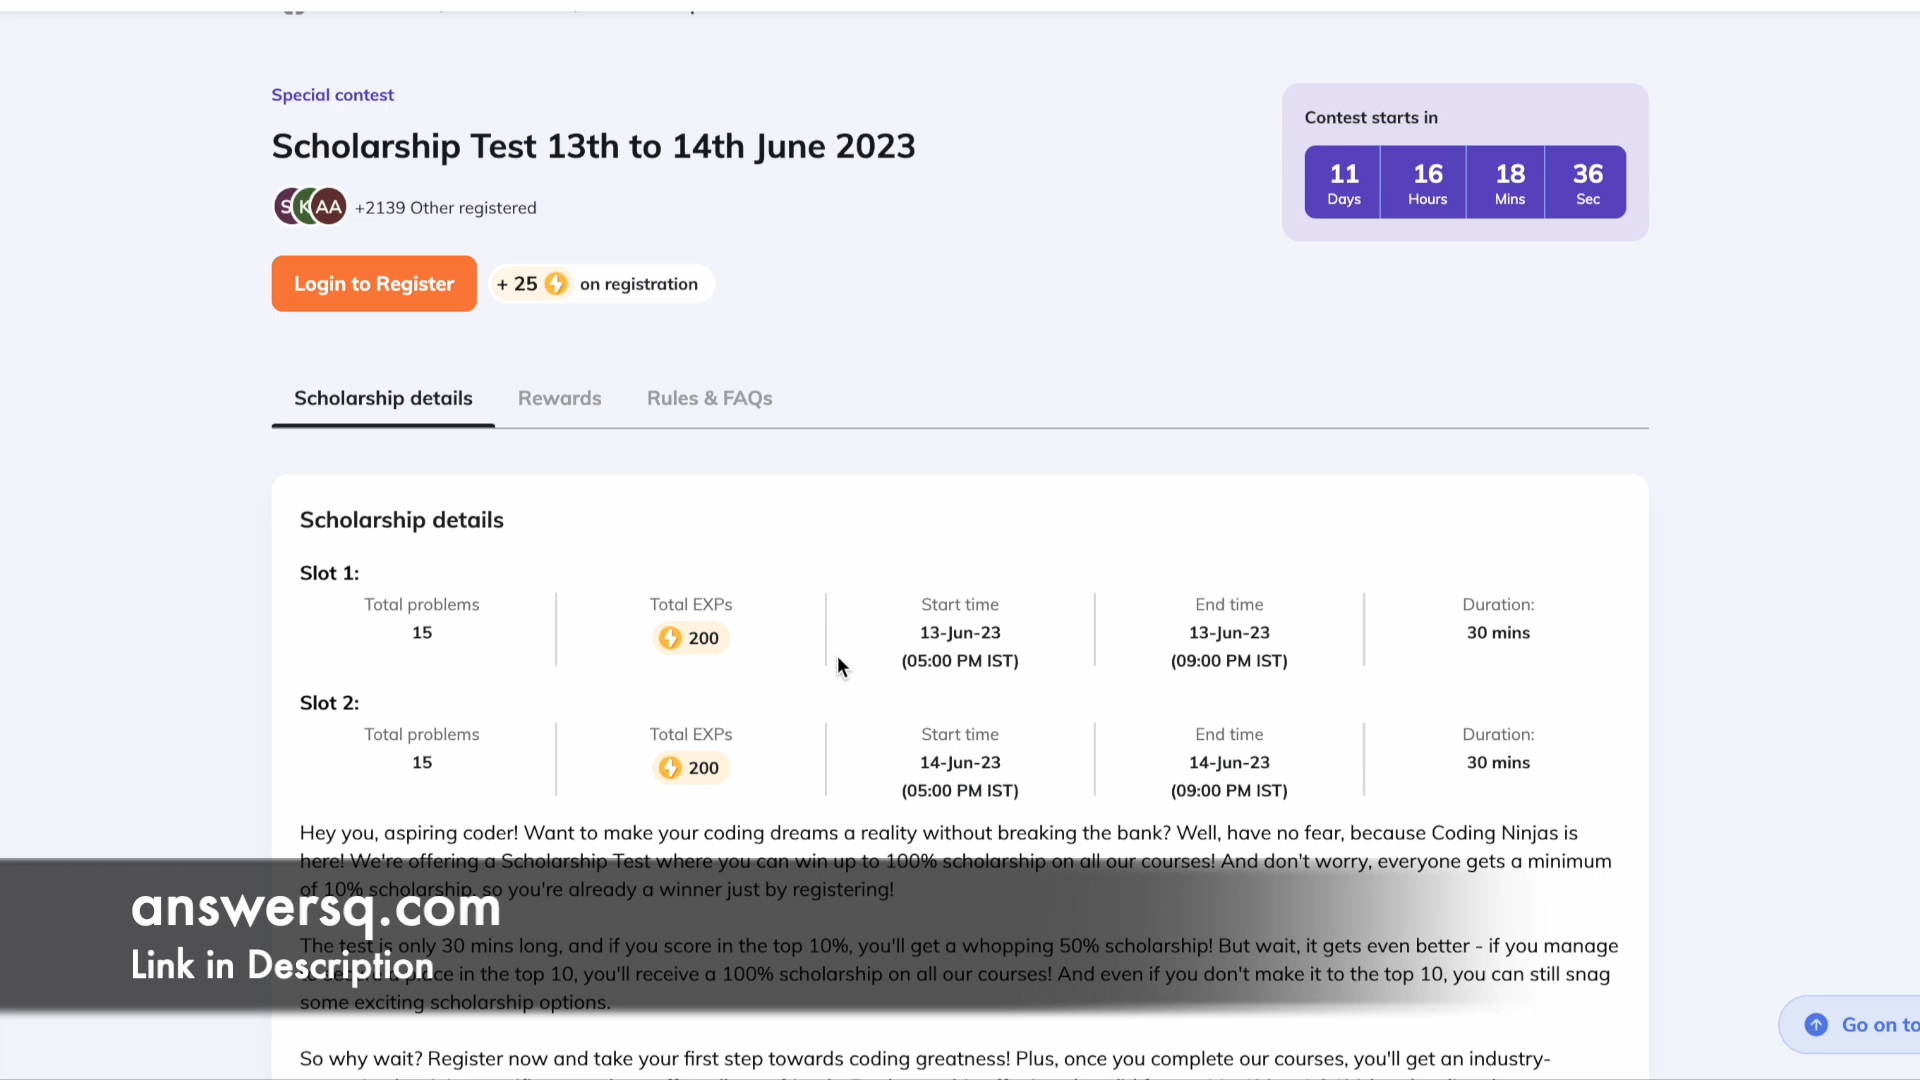 Special contest
Scholarship Test 13th to 14th June 2023
S K AA +2139 Other registered
Login to Register + 25 on registration
Contest starts in
11 16 18 36
Days Hours Mins Sec
Scholarship details Rewards Rules & FAQs
Scholarship details
Slot 1:
Total problems Total EXPs Start time End time Duration:
15 200 13-Jun-23 13-Jun-23 30 mins
(05:00 PM IST) (09:00 PM IST)
Slot 2:
Total problems Total EXPs Start time End time Duration:
15 200 14-Jun-23 14-Jun-23 30 mins
(05:00 PM IST) (09:00 PM IST)
Hey you, aspiring coder! Want to make your coding dreams a reality without breaking the bank? Well, have no fear, because Coding Ninjas is
here! We're offering a Scholarship Test where you can win up to 100% scholarship on all our courses! And don't worry, everyone gets a minimum
of 10% scholarship, so you're already a winner just by registering!
The test is only 30 mins long, and if you score in the top 10%, you'll get a whopping 50% scholarship! But wait, it gets even better - if you manage
place in the top 10, you'll receive a 100% scholarship on all our courses! And even if you don't make it to the top 10, you can still snag
some exciting scholarship options.
So why wait? Register now and take your first step towards coding greatness! Plus, once you complete our courses, you'll get an industry-
answersq.com
Link in Description
Go on to